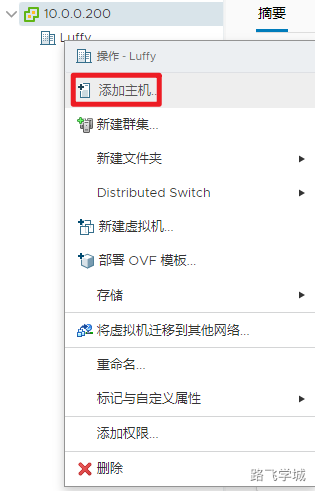 10.0.0.200
摘要
Luffy
操作 - Luffy
添加主机...
新建群集...
新建文件夹
Distributed Switch
新建虚拟机...
部署 OVF 模板...
存储
将虚拟机迁移到其他网络...
重命名...
标记与自定义属性
添加权限...
删除
路飞学城